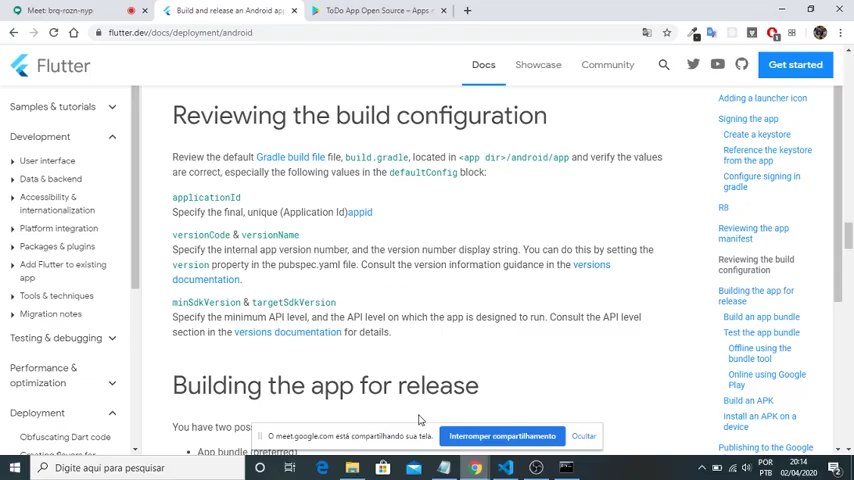 Meet: brq-rozn-nyp
Build and release an Android ap
ToDo App Open Source – Apps
flutter.dev/docs/deployment/android
Flutter
Docs
Showcase
Community
Get started
Samples & tutorials
Development
User interface
Data & backend
Accessibility &
internationalization
Platform integration
Packages & plugins
Add Flutter to existing
app
Tools & techniques
Migration notes
Testing & debugging
Performance &
optimization
Deployment
Obfuscating Dart code
Creating flavors for
Reviewing the build configuration
Review the default Gradle build file file, build.gradle, located in <app dir>/android/app and verify the values
are correct, especially the following values in the defaultConfig block:
applicationId
Specify the final, unique (Application Id)appid
versionCode & versionName
Specify the internal app version number, and the version number display string. You can do this by setting the
version property in the pubspec.yaml file. Consult the version information guidance in the versions
documentation.
minSdkVersion & targetSdkVersion
Specify the minimum API level, and the API level on which the app is designed to run. Consult the API level
section in the versions documentation for details.
Building the app for release
You have two pos
App bundle (preferred)
Adding a launcher icon
Signing the app
Create a keystore
Reference the keystore
from the app
Configure signing in
gradle
R8
Reviewing the app
manifest
Reviewing the build
configuration
Building the app for
release
Build an app bundle
Test the app bundle
Offline using the
bundle tool
Online using Google
Play
Build an APK
Install an APK on a
device
Publishing to the Google
O meet.google.com está compartilhando sua tela.
Interromper compartilhamento
Ocultar
Digite aqui para pesquisar
POR
PTB
20:14
02/04/2020
2